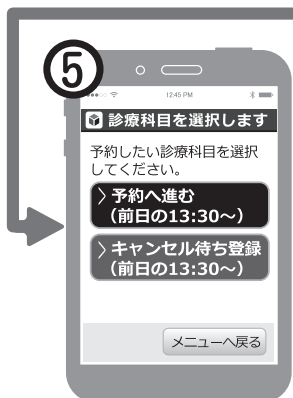 ⑤
12:45 PM
診療科目を選択します
予約したい診療科目を選択
してください。
〉予約へ進む
(前日の13:30〜)
〉キャンセル待ち登録
(前日の13:30〜)
メニューへ戻る